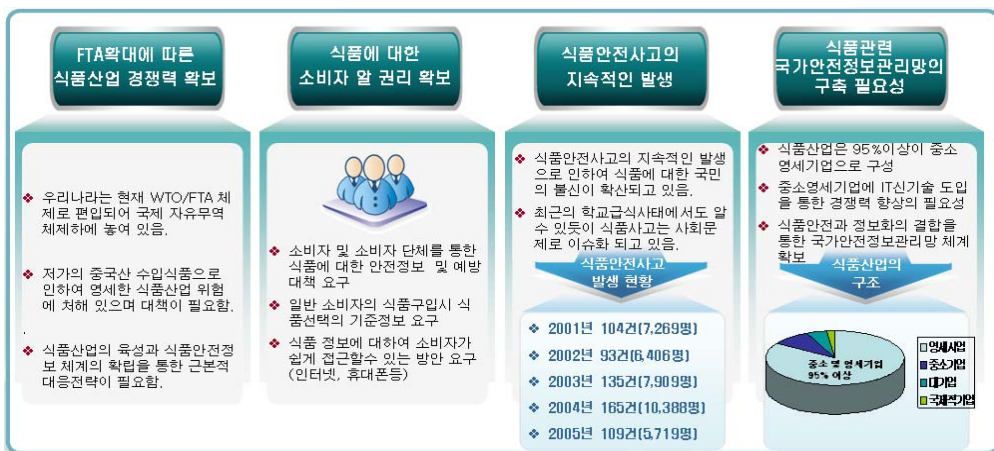 FTA확대에 따른
식품산업 경쟁력 확보
❖ 우리나라는 현재 WTO/FTA 체
제로 편입되어 국제 자유무역
체제하에 놓여 있음.
❖ 저가의 중국산 수입식품으로
인하여 영세한 식품산업 위험
에 처해 있으며 대책이 필요함.
.
❖ 식품산업의 육성과 식품안전정
보 체계의 확립을 통한 근본적
대응전략이 필요함.
식품에 대한
소비자 알 권리 확보
❖ 소비자 및 소비자 단체를 통한
식품에 대한 안전정보 및 예방
대책 요구
❖ 일반 소비자의 식품구입시 식
품선택의 기준정보 요구
❖ 식품 정보에 대하여 소비자가
쉽게 접근할수 있는 방안 요구
(인터넷, 휴대폰등)
식품안전사고의
지속적인 발생
❖ 식품안전사고의 지속적인 발생
으로 인하여 식품에 대한 국민
의 불신이 확산되고 있음.
❖ 최근의 학교급식사태에서도 알
수 있듯이 식품사고는 사회문
제로 이슈화 되고 있음.
식품안전사고
발생 현황
❖ 2001년 104건(7,269명)
❖ 2002년 93건(6,406명)
❖ 2003년 135건(7,909명)
❖ 2004년 165건(10,388명)
❖ 2005년 109건(5,719명)
식품관련
국가안전정보관리망의
구축 필요성
❖ 식품산업은 95%이상이 중소
영세기업으로 구성
❖ 중소영세기업에 IT신기술 도입
을 통한 경쟁력 향상의 필요성
❖ 식품안전과 정보화의 결합을
통한 국가안전정보관리망 체계
확보
식품산업의
구조
중소 및 영세기업
95% 이상
영세사업
중소기업
대기업
국제적기업